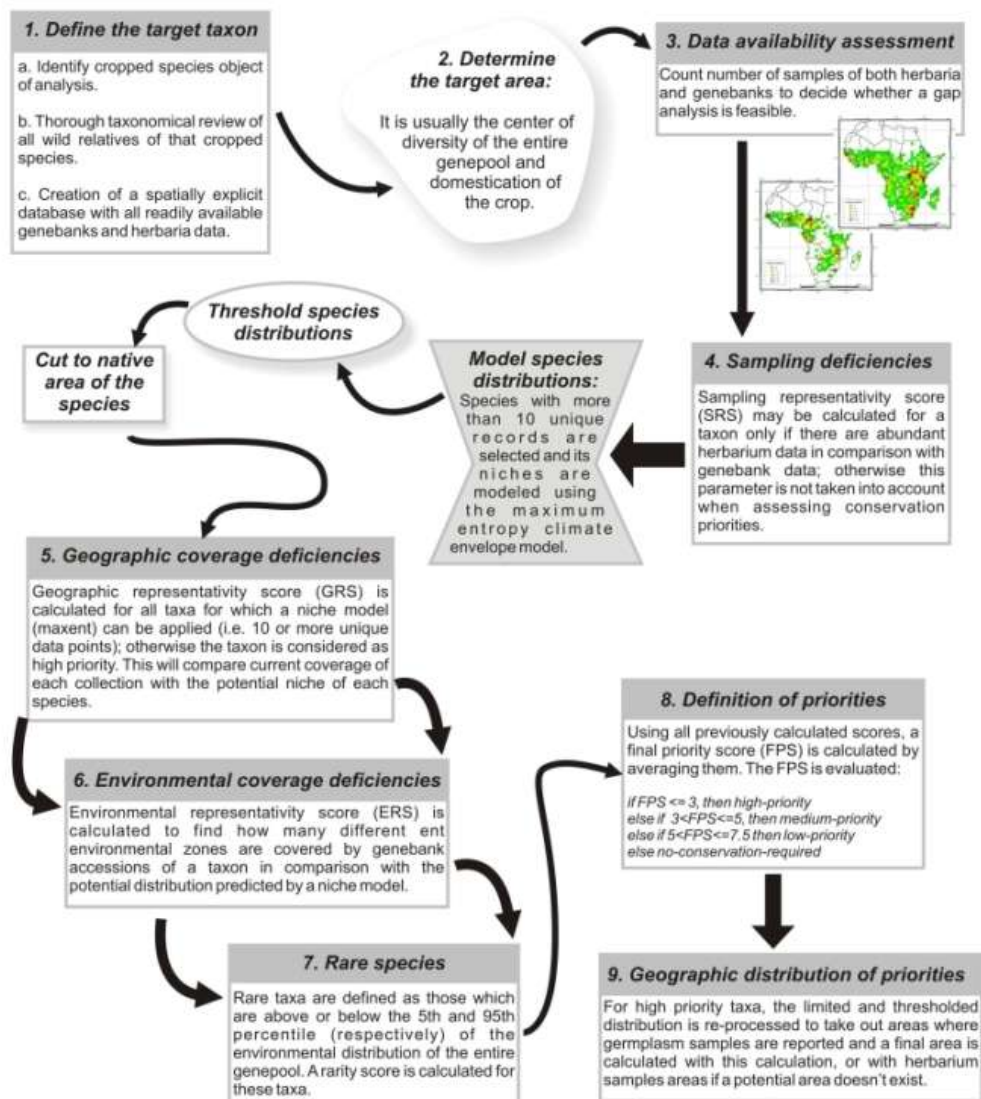 1. Define the target taxon
a. Identify cropped species object
of analysis.
b. Thorough taxonomical review of
all wild relatives of that cropped
species.
c. Creation of a spatially explicit
database with all readily available
genebanks and herbaria data.
2. Determine
the target area:
It is usually the center of
diversity of the entire
genepool and
domestication of
the crop.
3. Data availability assessment
Count number of samples of both herbaria
and genebanks to decide whether a gap
analysis is feasible.
4. Sampling deficiencies
Sampling representativity score
(SRS) may be calculated for a
taxon only if there are abundant
herbarium data in comparison with
genebank data; otherwise this
parameter is not taken into account
when assessing conservation
priorities.
Model species
distributions:
Species with more
than 10 unique
records are
selected and its
niches are
modeled using
the maximum
entropy climate
envelope model.
Threshold species
distributions
Cut to native
area of the
species
5. Geographic coverage deficiencies
Geographic representativity score (GRS) is
calculated for all taxa for which a niche model
(maxent) can be applied (i.e. 10 or more unique
data points); otherwise the taxon is considered as
high priority. This will compare current coverage of
each collection with the potential niche of each
species.
6. Environmental coverage deficiencies
Environmental representativity score (ERS) is
calculated to find how many different ent
environmental zones are covered by genebank
accessions of a taxon in comparison with the
potential distribution predicted by a niche model.
7. Rare species
Rare taxa are defined as those which
are above or below the 5th and 95th
percentile (respectively) of the
environmental distribution of the entire
genepool. A rarity score is calculated for
these taxa.
8. Definition of priorities
Using all previously calculated scores, a
final priority score (FPS) is calculated by
averaging them. The FPS is evaluated:
if FPS <= 3, then high-priority
else if 3<FPS<=5, then medium-priority
else if 5<FPS<=7.5 then low-priority
else no-conservation-required
9. Geographic distribution of priorities
For high priority taxa, the limited and thresholded
distribution is re-processed to take out areas where
germplasm samples are reported and a final area is
calculated with this calculation, or with herbarium
samples areas if a potential area doesn't exist.